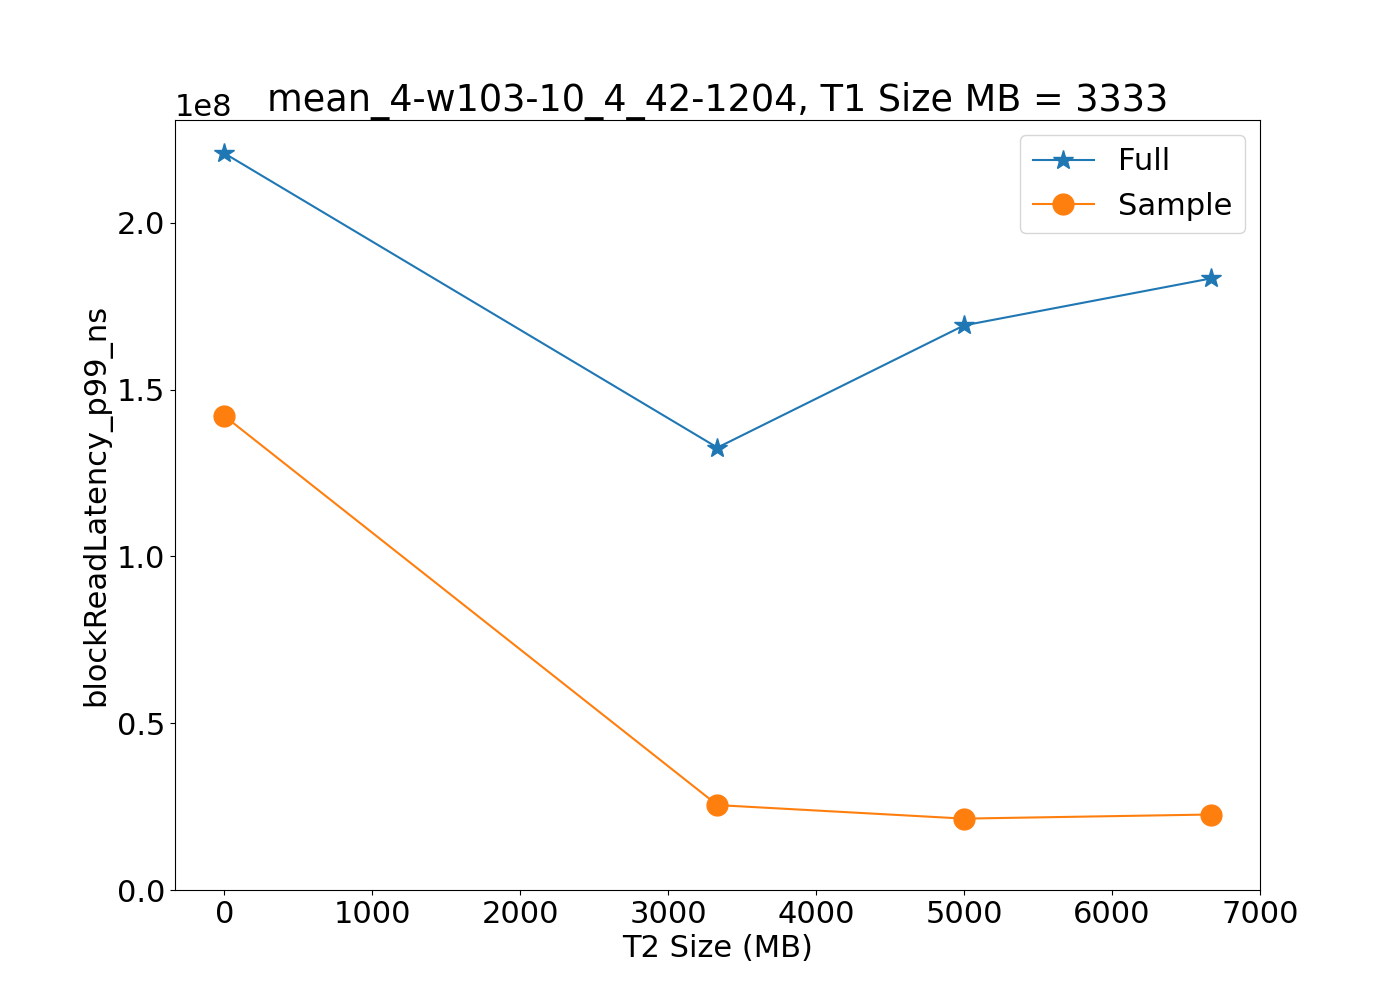 1e8
mean_4-w103-10_4_42-1204, T1 Size MB = 3333
Full
Sample
2.0
1.5
1.0
0.5
0.0
blockReadLatency_p99_ns
0 1000 2000 3000 4000 5000 6000 7000
T2 Size (MB)